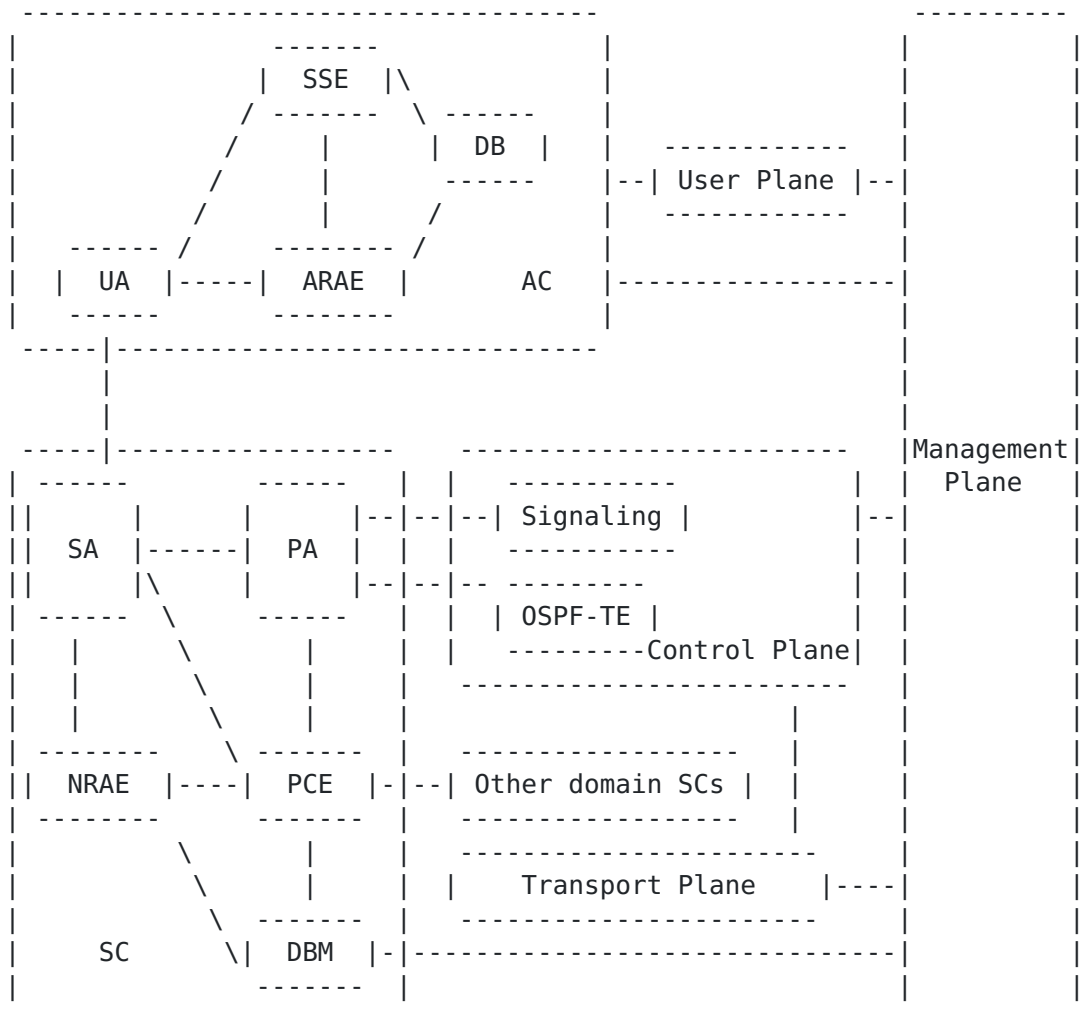 SSE
DB
User Plane
UA ARAE AC
Management
Plane
Signaling
SA PA
OSPF-TE
Control Plane
NRAE PCE Other domain SCs
Transport Plane
SC DBM